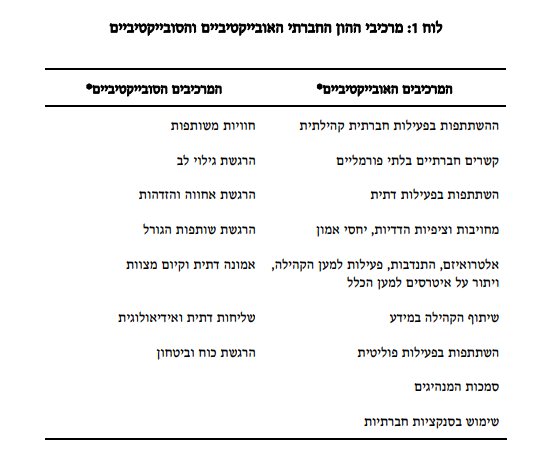 לוח 1: מרכיבי ההון החברתי האובייקטיביים והסובייקטיביים
המרכיבים האובייקטיביים* המרכיבים הסובייקטיביים*
ההשתתפות בפעילות חברתית קהילתית חוויות משותפות
קשרים חברתיים בלתי פורמליים הרגשת גילוי לב
השתתפות בפעילות דתית הרגשת אחווה והזדהות
מחויבות וציפיות הדדיות, יחסי אמון הרגשת שותפות הגורל
אלטרואיזם, התנדבות, פעילות למען הקהילה, אמונה דתית וקיום מצוות
ויתור על איטרסים למען הכלל
שיתוף הקהילה במידע שליחות דתית ואידיאולוגית
השתתפות בפעילות פוליטית הרגשת כוח וביטחון
סמכות המנהיגים
שימוש בסנקציות חברתיות